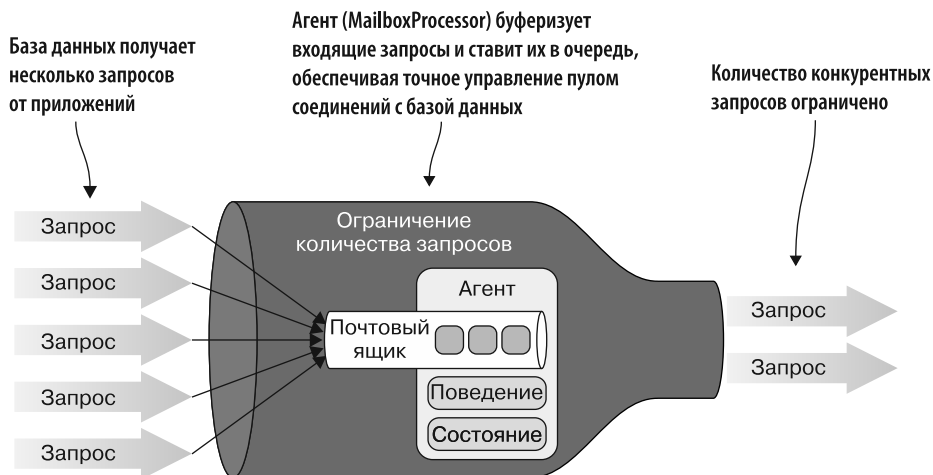 База данных получает
несколько запросов
от приложений
Агент (MailboxProcessor) буферизует
входящие запросы и ставит их в очередь,
обеспечивая точное управление пулом
соединений с базой данных
Количество конкурентных
запросов ограничено
Запрос
Запрос
Запрос
Запрос
Запрос
Ограничение
количества запросов
Агент
Почтовый
ящик
Поведение
Состояние
Запрос
Запрос